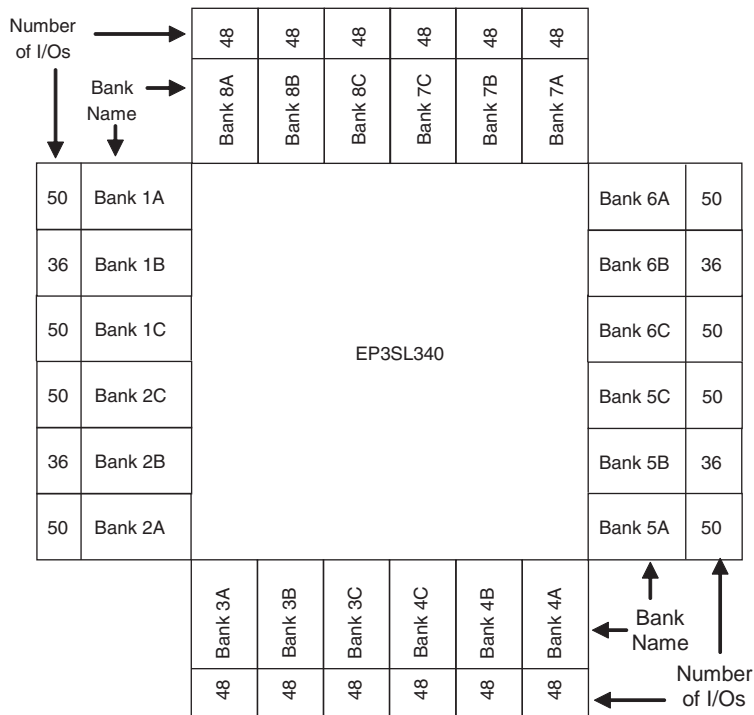 Number
of I/Os
48 48 48 48 48 48
Bank
Name
Bank 8A Bank 8B Bank 8C Bank 7C Bank 7B Bank 7A
50 Bank 1A
36 Bank 1B
50 Bank 1C
50 Bank 2C
36 Bank 2B
50 Bank 2A
EP3SL340
Bank 6A 50
Bank 6B 36
Bank 6C 50
Bank 5C 50
Bank 5B 36
Bank 5A 50
Bank 3A Bank 3B Bank 3C Bank 4C Bank 4B Bank 4A
Bank
Name
48 48 48 48 48 48
Number
of I/Os